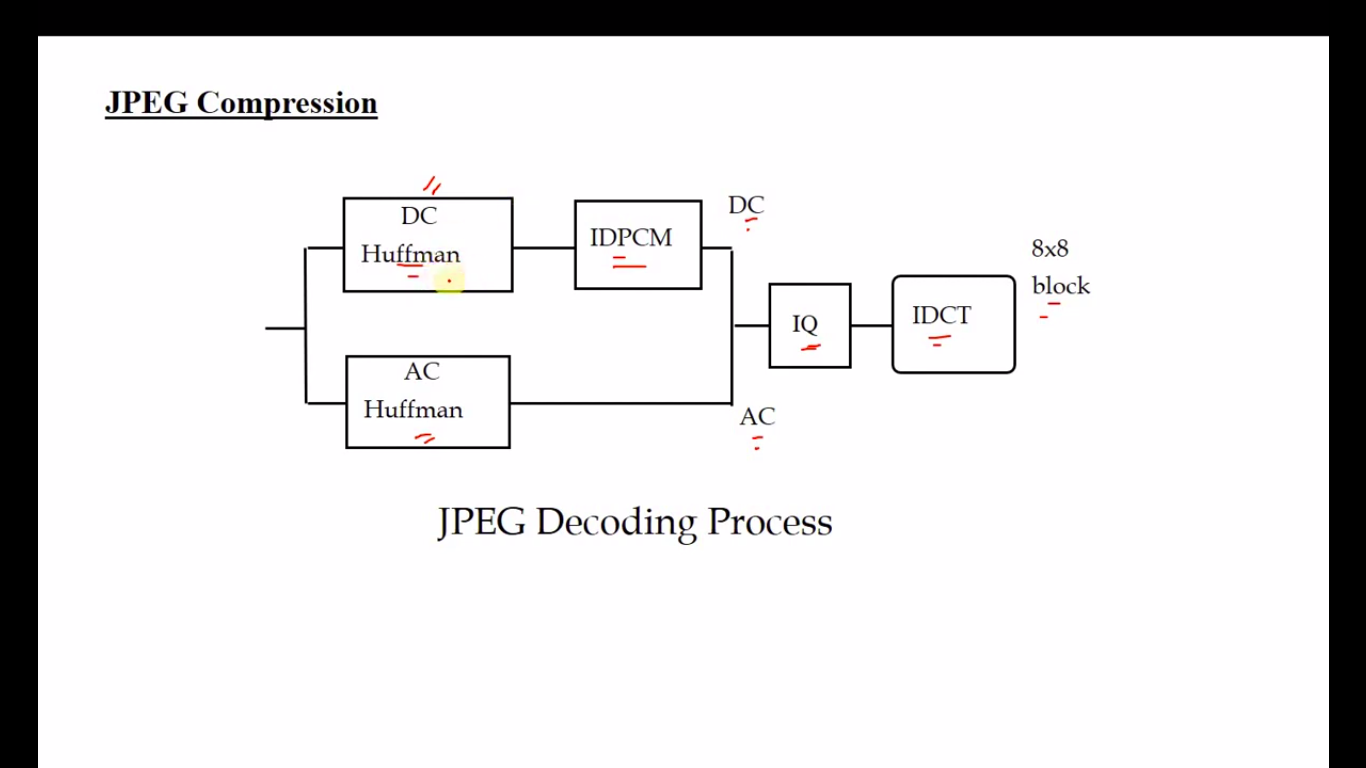 JPEG Compression
DC
Huffman
IDPCM
DC
8x8
block
IQ
IDCT
AC
Huffman
AC
JPEG Decoding Process